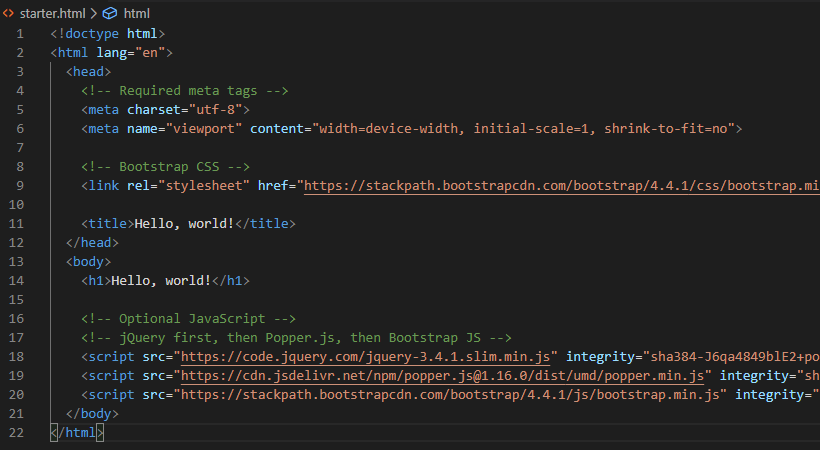 starter.html > html
1 <!doctype html>
2 <html lang="en">
3 <head>
4 <!-- Required meta tags -->
5 <meta charset="utf-8">
6 <meta name="viewport" content="width=device-width, initial-scale=1, shrink-to-fit=no">
7
8 <!-- Bootstrap CSS -->
9 <link rel="stylesheet" href="https://stackpath.bootstrapcdn.com/bootstrap/4.4.1/css/bootstrap.mi
10
11 <title>Hello, world!</title>
12 </head>
13 <body>
14 <h1>Hello, world!</h1>
15
16 <!-- Optional JavaScript -->
17 <!-- jQuery first, then Popper.js, then Bootstrap JS -->
18 <script src="https://code.jquery.com/jquery-3.4.1.slim.min.js" integrity="sha384-J6qa4849blE2+po
19 <script src="https://cdn.jsdelivr.net/npm/popper.js@1.16.0/dist/umd/popper.min.js" integrity="sh
20 <script src="https://stackpath.bootstrapcdn.com/bootstrap/4.4.1/js/bootstrap.min.js" integrity="
21 </body>
22 </html>